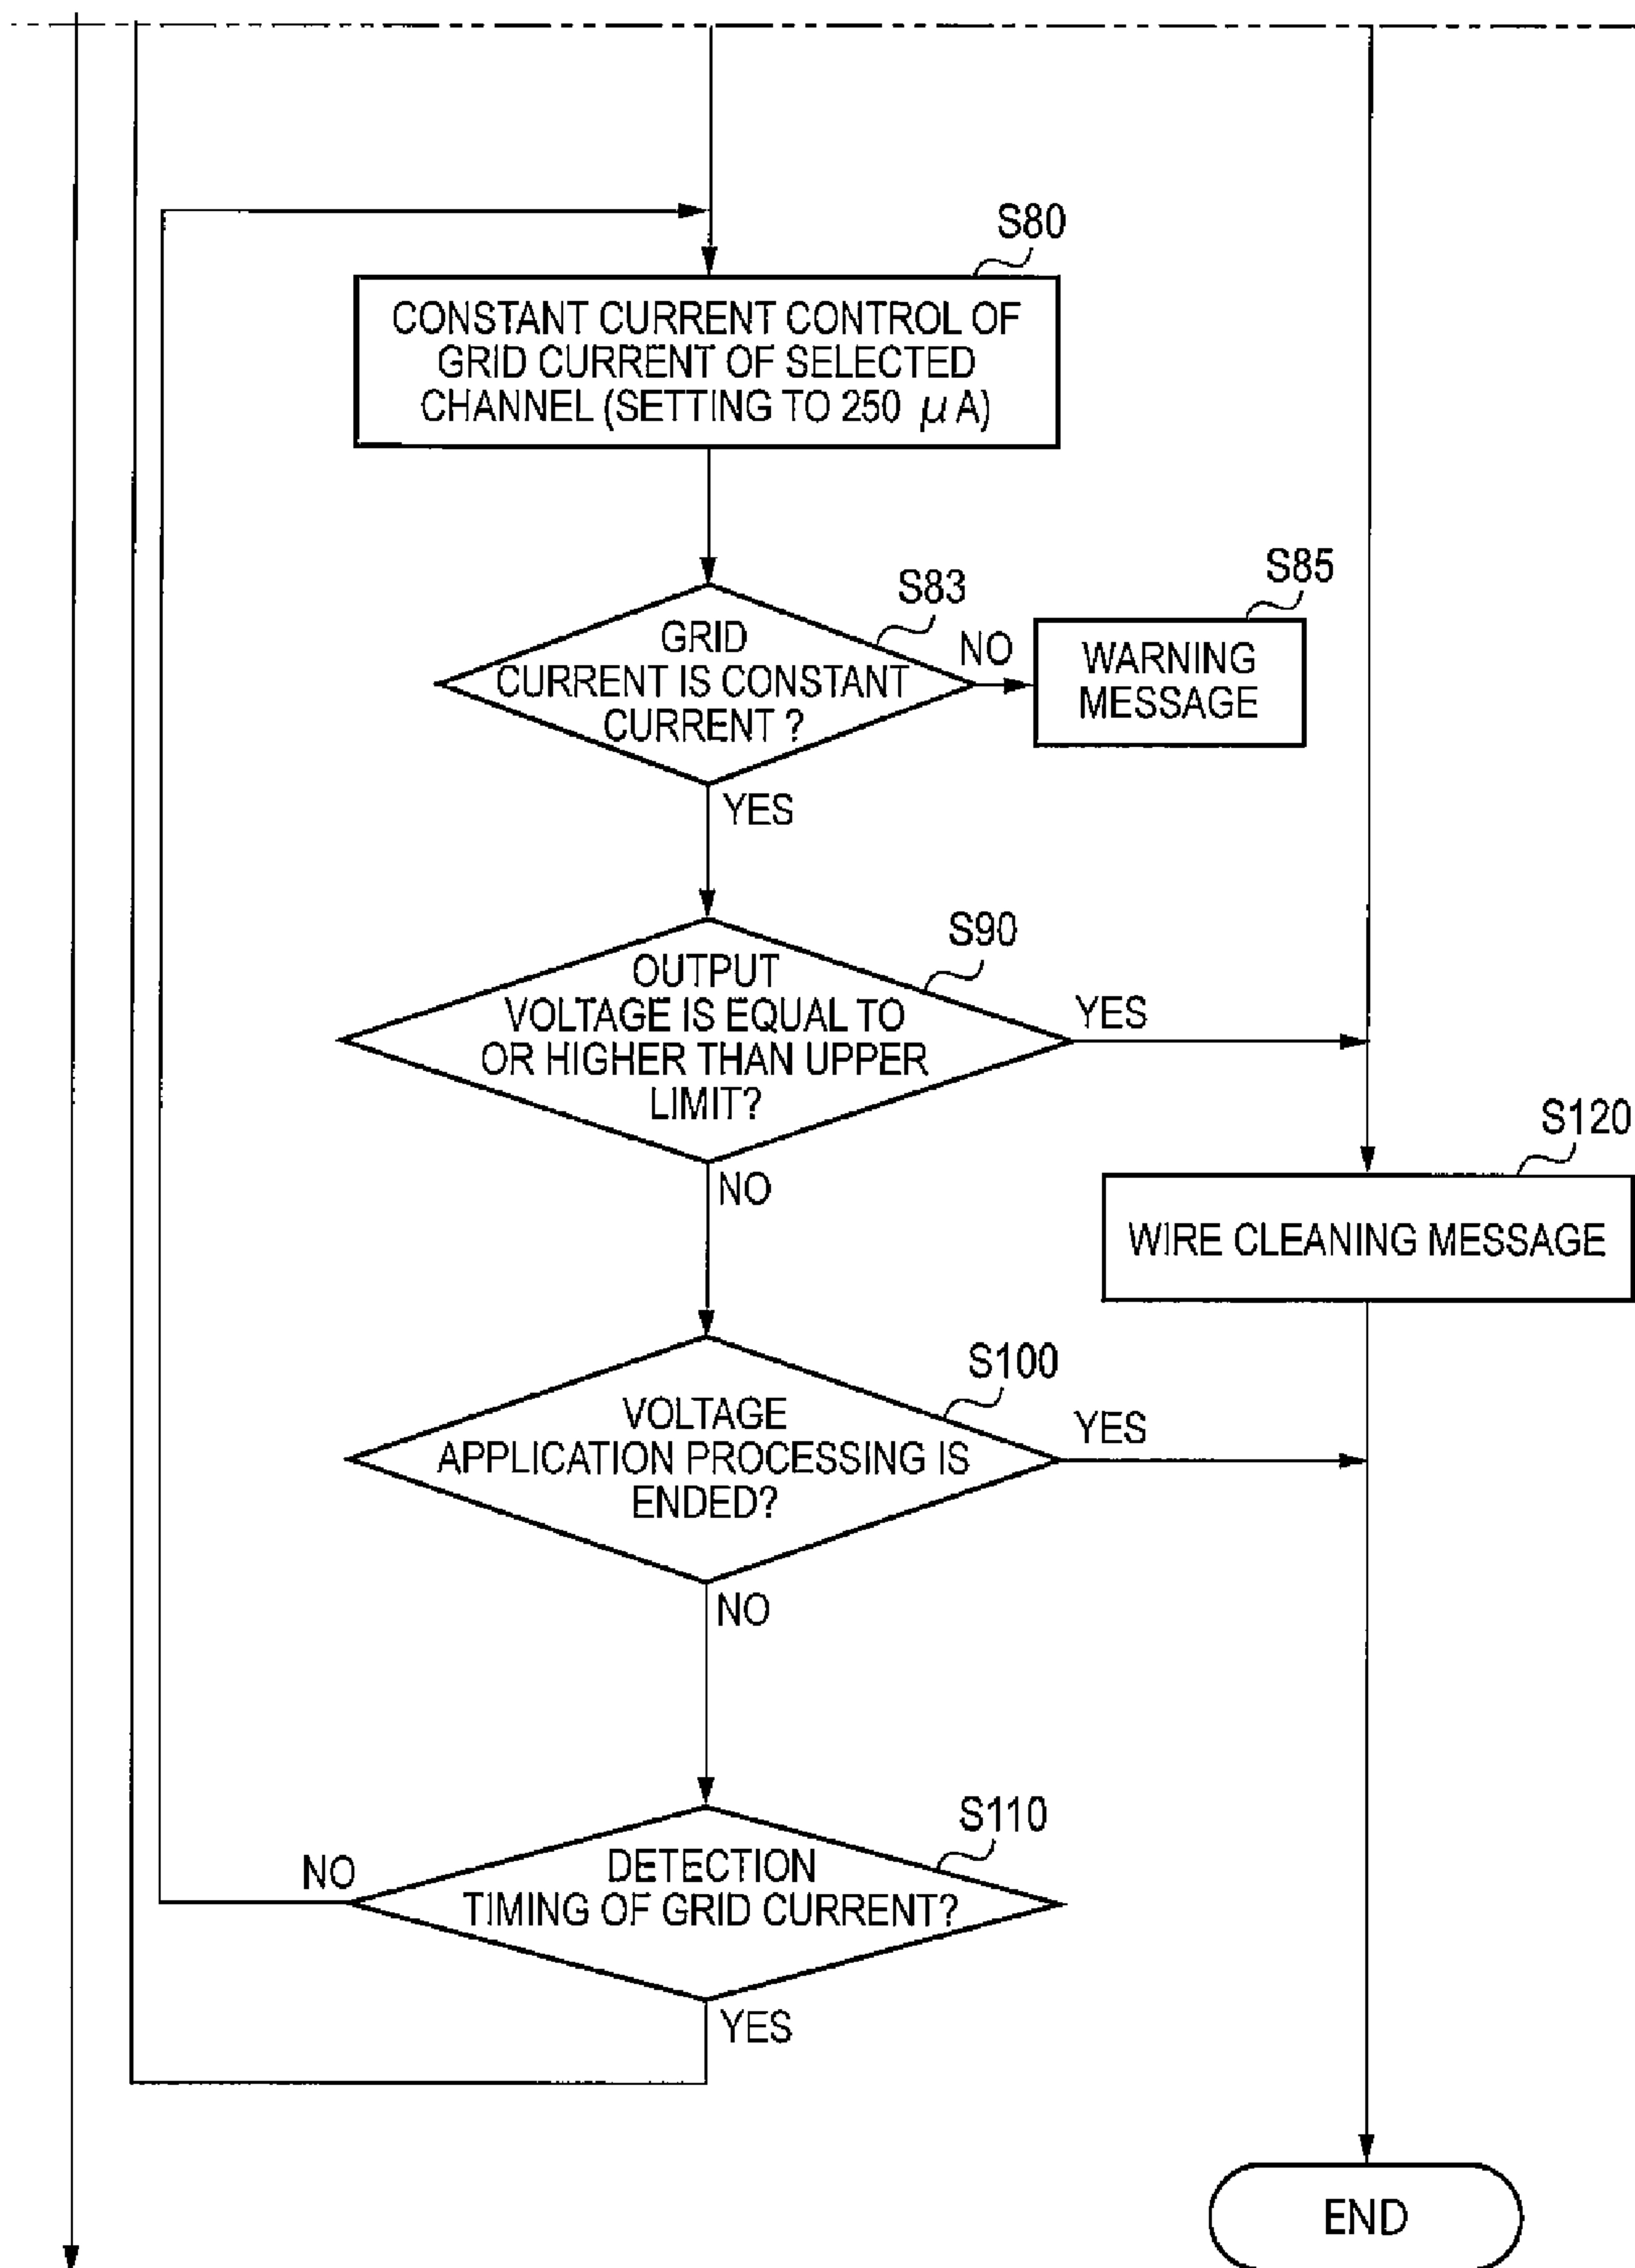 S80
CONSTANT CURRENT CONTROL OF
GRID CURRENT OF SELECTED
CHANNEL (SETTING TO 250 μA)
S83
GRID
CURRENT IS CONSTANT
CURRENT ?
NO
S85
WARNING
MESSAGE
YES
S90
OUTPUT
VOLTAGE IS EQUAL TO
OR HIGHER THAN UPPER
LIMIT?
YES
NO
S120
WIRE CLEANING MESSAGE
S100
VOLTAGE
APPLICATION PROCESSING IS
ENDED?
YES
NO
S110
DETECTION
TIMING OF GRID CURRENT?
NO
YES
END